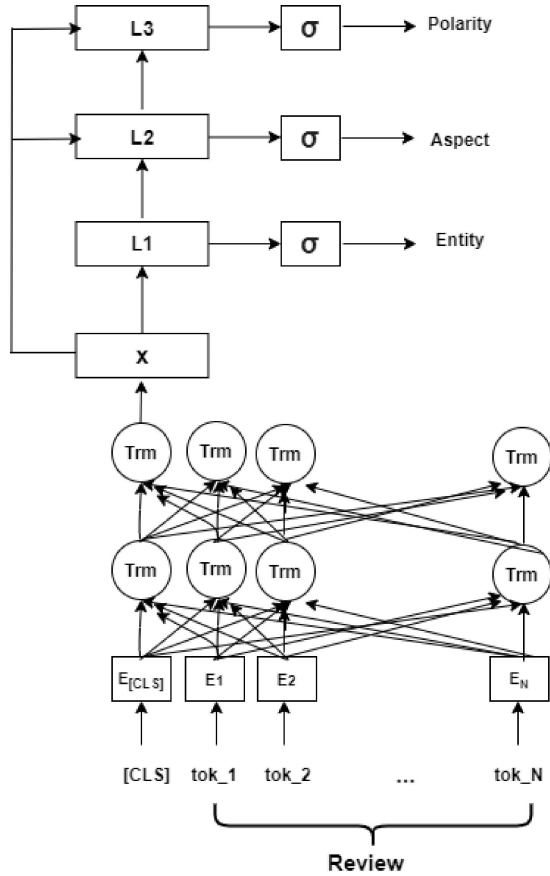 L3 σ Polarity
L2 σ Aspect
L1 σ Entity
X
Trm Trm Trm Trm
Trm Trm Trm Trm
E[CLS] E1 E2 EN
[CLS] tok_1 tok_2 ... tok_N
Review